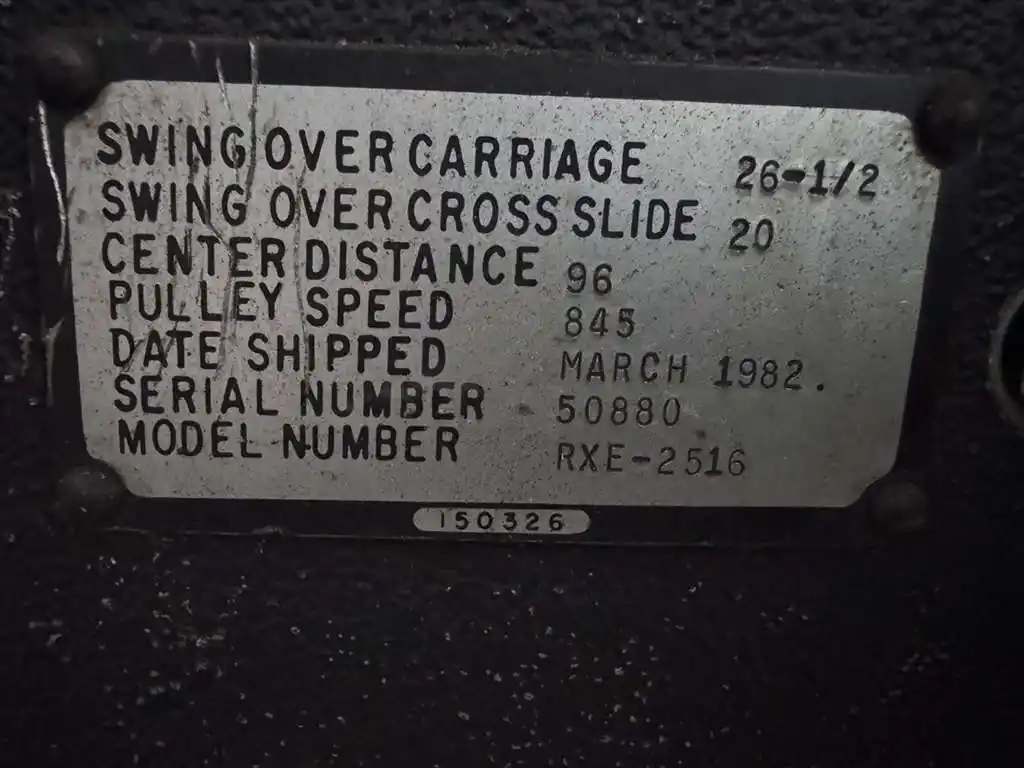 SWING OVER CARRIAGE 26-1/2
SWING OVER CROSS SLIDE 20
CENTER DISTANCE 96
PULLEY SPEED 845
DATE SHIPPED MARCH 1982.
SERIAL NUMBER 50880
MODEL NUMBER RXE-2516
150326